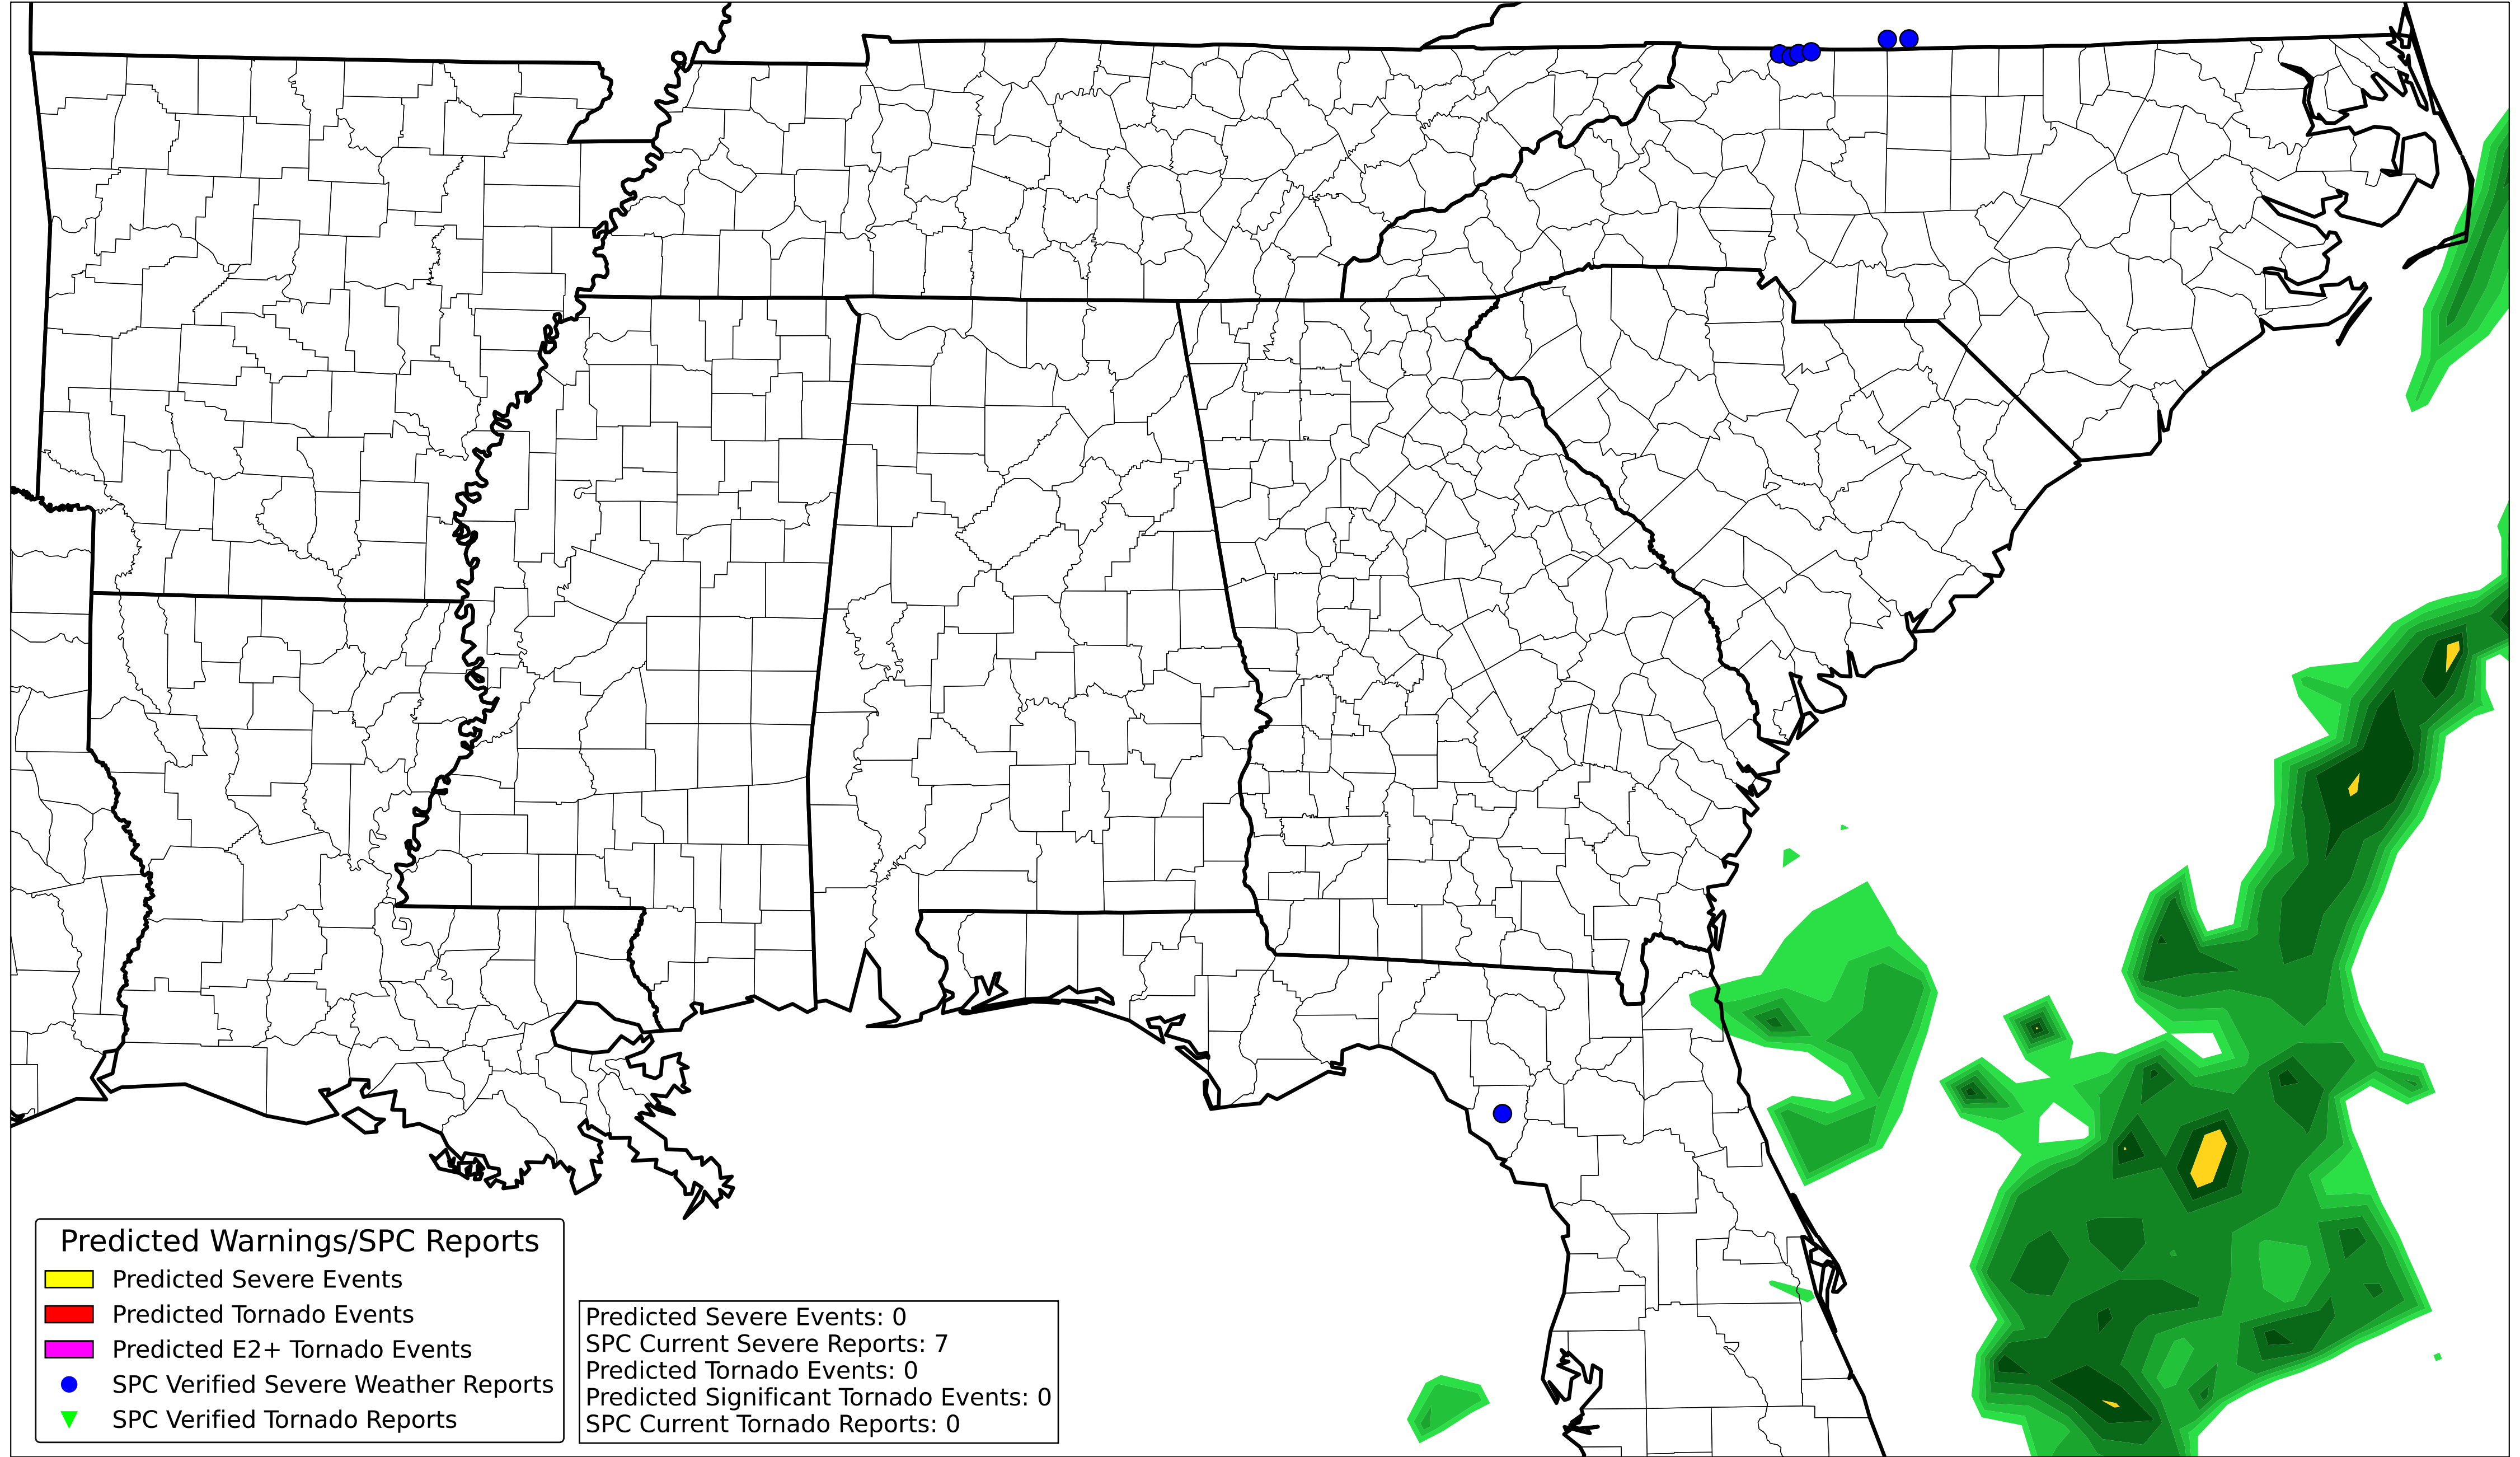 Predicted Warnings/SPC Reports
Predicted Severe Events
Predicted Tornado Events
Predicted E2+ Tornado Events
SPC Verified Severe Weather Reports
SPC Verified Tornado Reports
Predicted Severe Events: 0
SPC Current Severe Reports: 7
Predicted Tornado Events: 0
Predicted Significant Tornado Events: 0
SPC Current Tornado Reports: 0